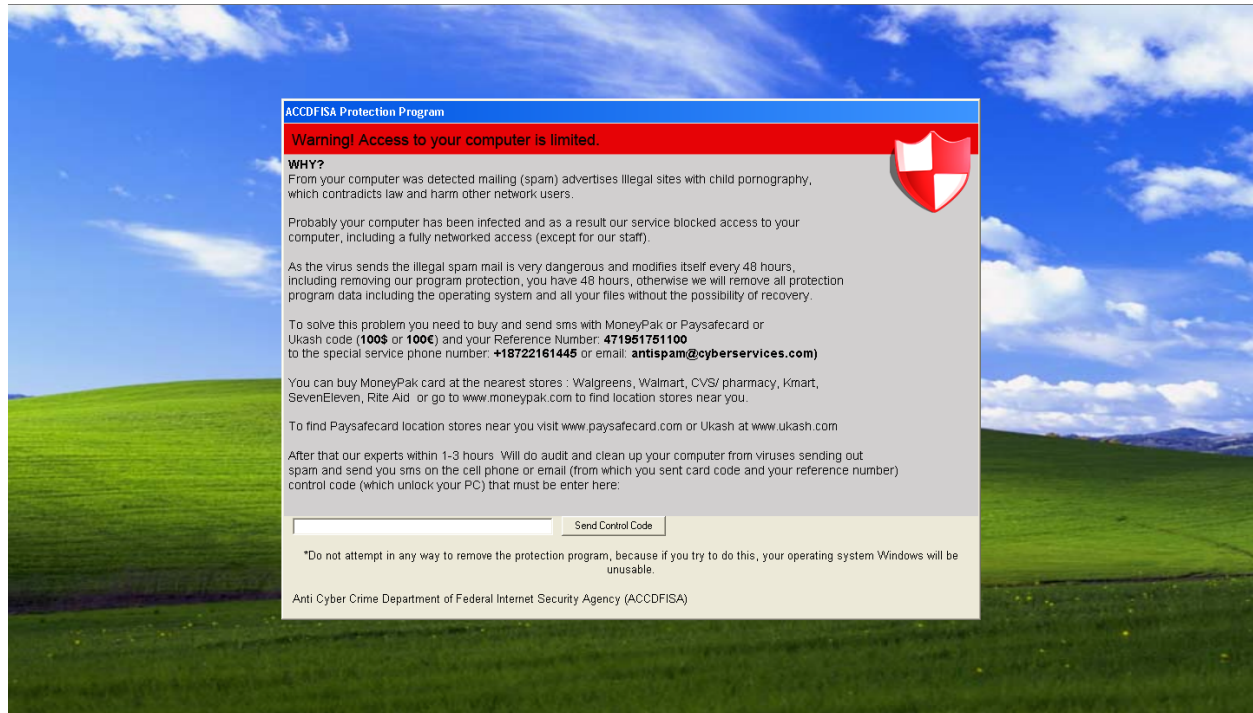 ACCDFISA Protection Program
Warning! Access to your computer is limited.
WHY?
From your computer was detected mailing (spam) advertises Illegal sites with child pornography,
which contradicts law and harm other network users.
Probably your computer has been infected and as a result our service blocked access to your
computer, including a fully networked access (except for our staff).
As the virus sends the illegal spam mail is very dangerous and modifies itself every 48 hours,
including removing our program protection, you have 48 hours, otherwise we will remove all protection
program data including the operating system and all your files without the possibility of recovery.
To solve this problem you need to buy and send sms with MoneyPak or Paysafecard or
Ukash code (100$ or 100€) and your Reference Number: 471951751100
to the special service phone number: +18722161445 or email: antispam@cyberservices.com)
You can buy MoneyPak card at the nearest stores : Walgreens, Walmart, CVS/ pharmacy, Kmart,
SevenEleven, Rite Aid or go to www.moneypak.com to find location stores near you.
To find Paysafecard location stores near you visit www.paysafecard.com or Ukash at www.ukash.com
After that our experts within 1-3 hours Will do audit and clean up your computer from viruses sending out
spam and send you sms on the cell phone or email (from which you sent card code and your reference number)
control code (which unlock your PC) that must be enter here:
Send Control Code
*Do not attempt in any way to remove the protection program, because if you try to do this, your operating system Windows will be
unusable.
Anti Cyber Crime Department of Federal Internet Security Agency (ACCDFISA)